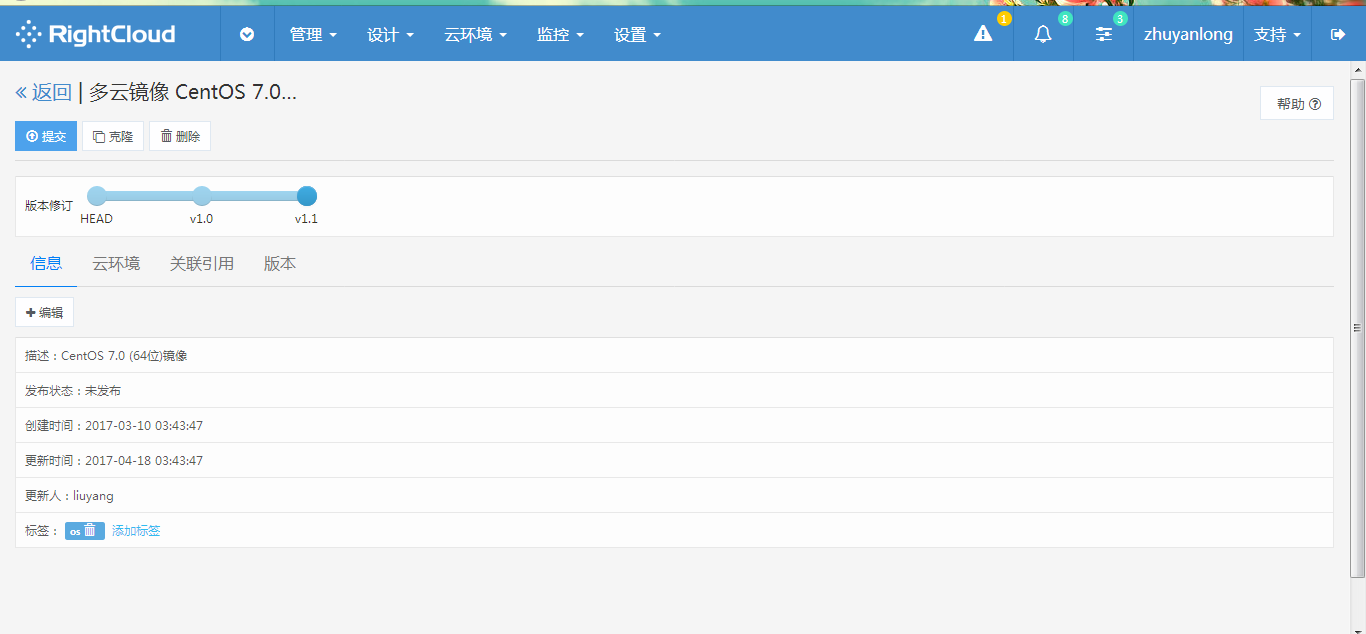 RightCloud 管理 设计 云环境 监控 设置 1 8 3 zhuyanlong 支持
« 返回 | 多云镜像 CentOS 7.0...
帮助
提交 克隆 删除
版本修订
HEAD v1.0 v1.1
信息 云环境 关联引用 版本
+ 编辑
描述：CentOS 7.0 (64位)镜像
发布状态：未发布
创建时间：2017-03-10 03:43:47
更新时间：2017-04-18 03:43:47
更新人：liuyang
标签： os 添加标签